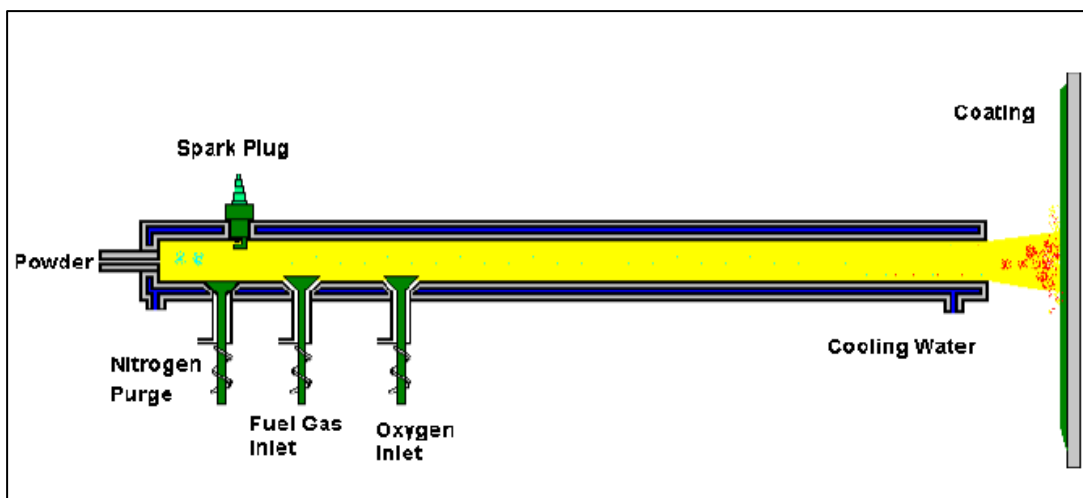 Coating
Spark Plug
Powder
Nitrogen
Purge
Fuel Gas
Inlet
Oxygen
Inlet
Cooling Water